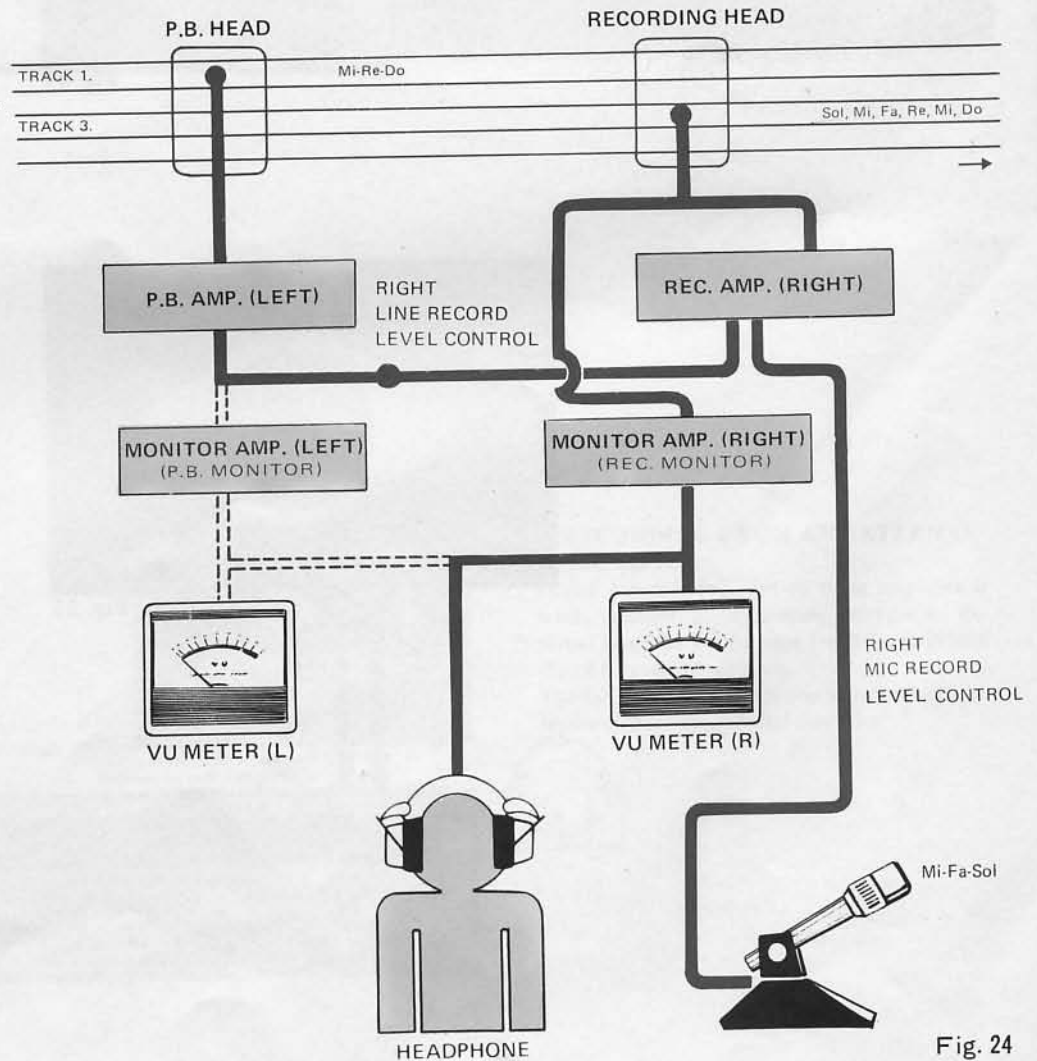 P.B. HEAD
RECORDING HEAD
TRACK 1.
Mi-Re-Do
TRACK 3.
Sol, Mi, Fa, Re, Mi, Do
P.B. AMP. (LEFT)
RIGHT
LINE RECORD
LEVEL CONTROL
REC. AMP. (RIGHT)
MONITOR AMP. (LEFT)
(P.B. MONITOR)
MONITOR AMP. (RIGHT)
(REC. MONITOR)
VU
VU
VU METER (L)
VU METER (R)
RIGHT
MIC RECORD
LEVEL CONTROL
Mi-Fa-Sol
HEADPHONE
Fig. 24